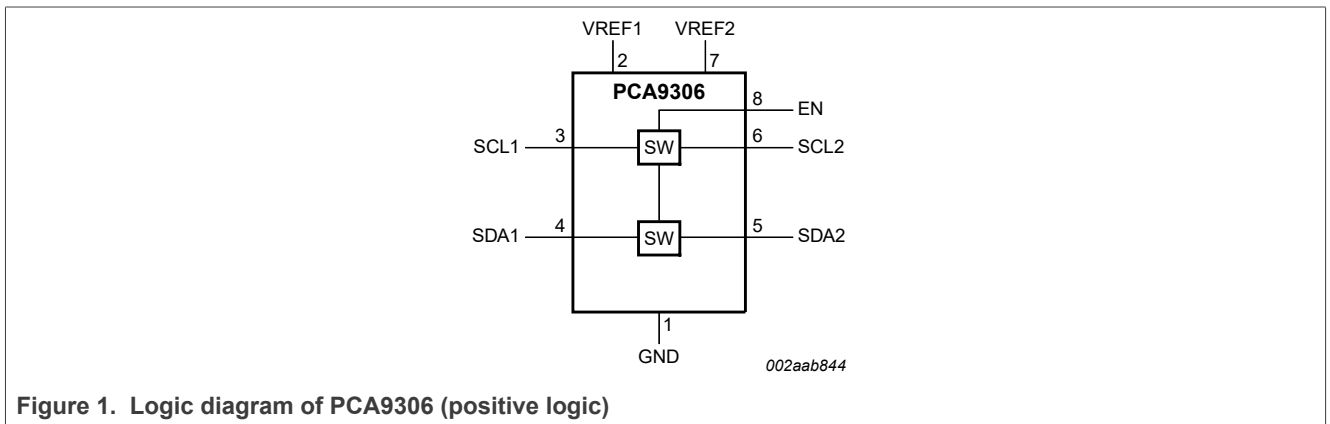 VREF1 VREF2
2 7
PCA9306
8 EN
SCL1 3 SW 6 SCL2
SDA1 4 SW 5 SDA2
1
GND
002aab844
Figure 1. Logic diagram of PCA9306 (positive logic)